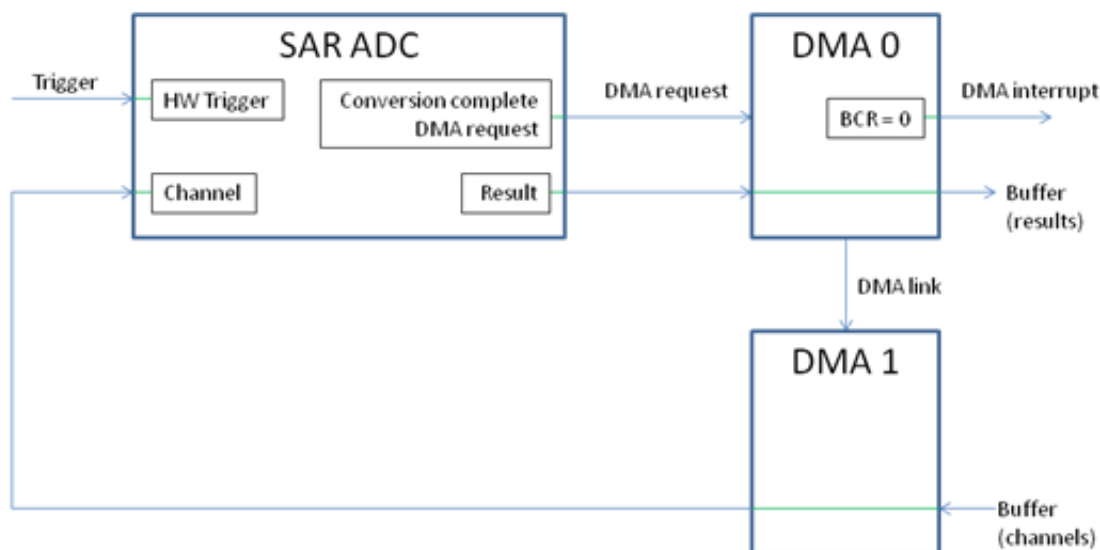 SAR ADC
DMA 0
Trigger
HW Trigger
Conversion complete
DMA request
DMA request
BCR = 0
DMA interrupt
Channel
Result
Buffer
(results)
DMA link
DMA 1
Buffer
(channels)